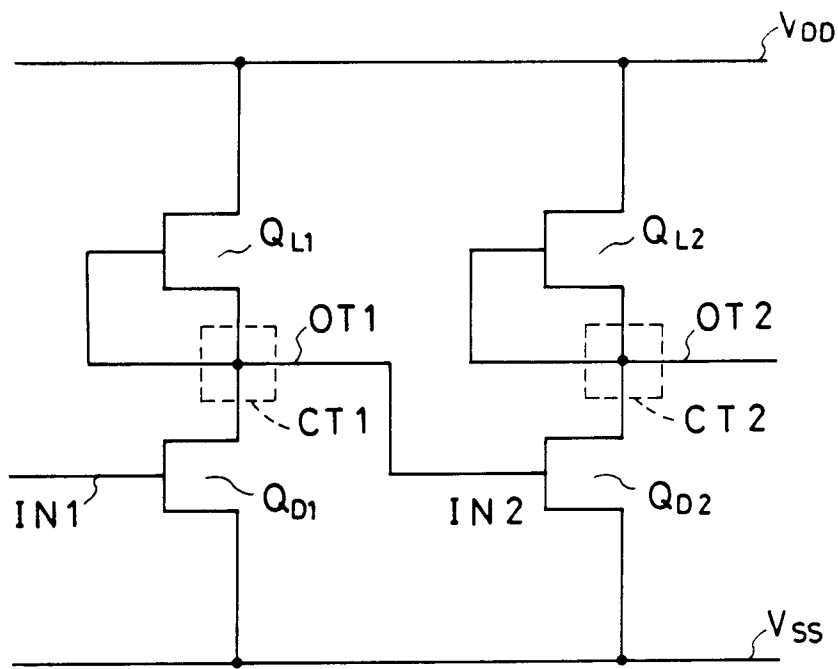 VDD
QL1
QL2
OT1
OT2
CT1
CT2
IN1
QD1
IN2
QD2
VSS